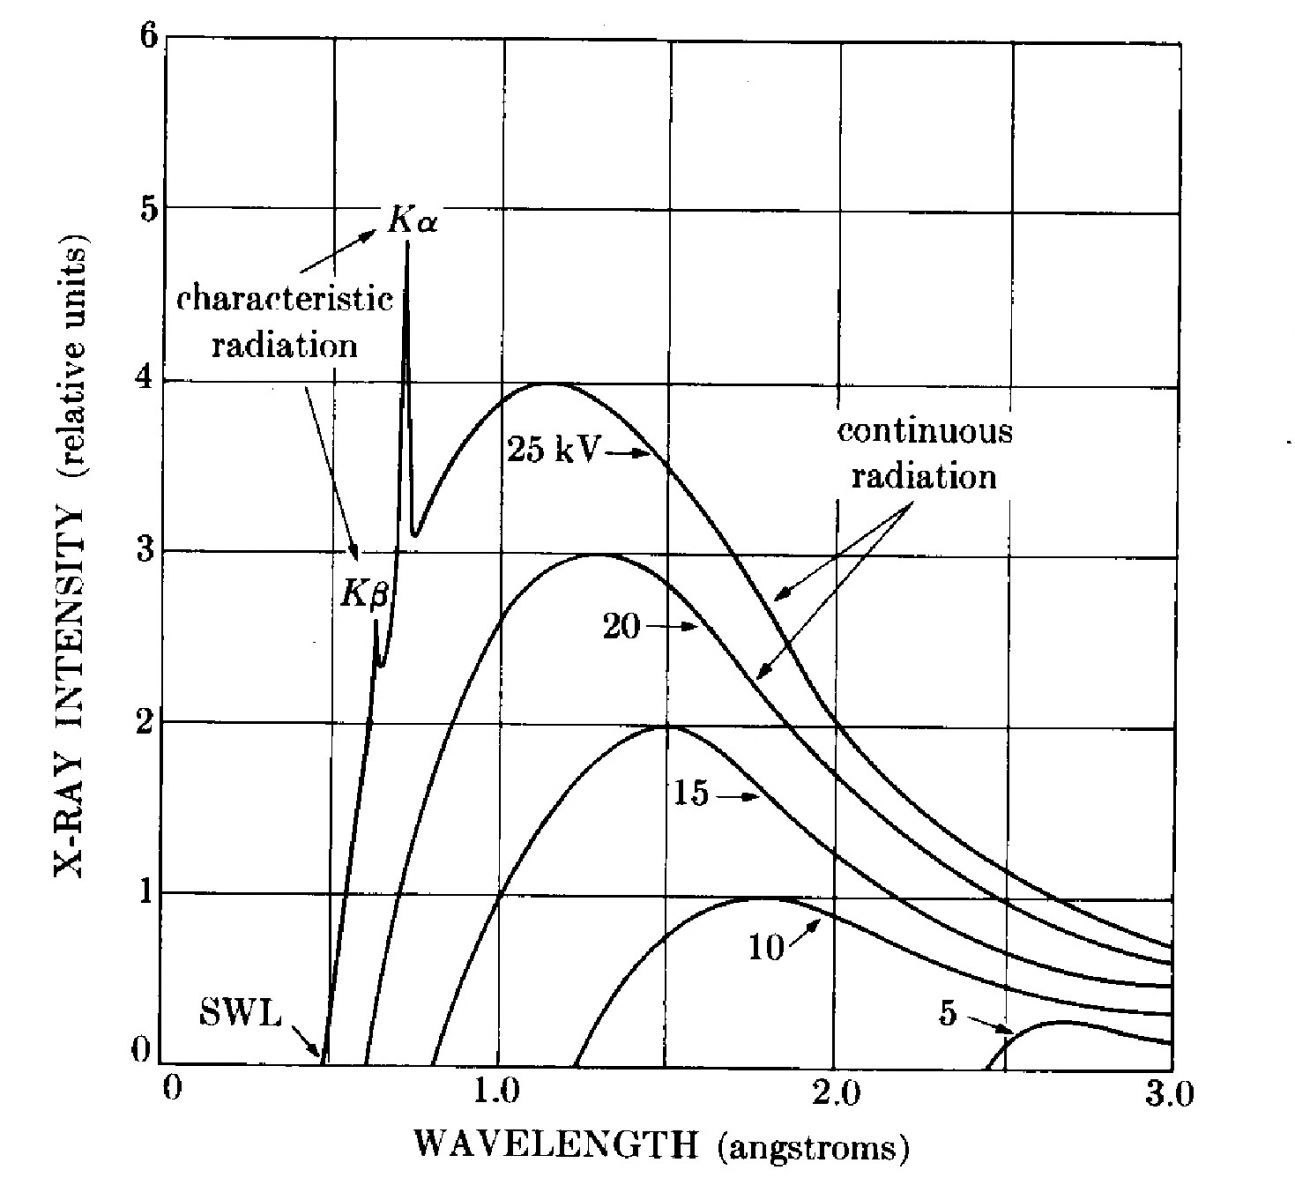 6
5
Kα
characteristic
radiation
4
25 kV
continuous
radiation
3
Kβ
20
2
15
1
10
SWL
5
0
0
1.0
2.0
3.0
WAVELENGTH (angstroms)
X-RAY INTENSITY (relative units)